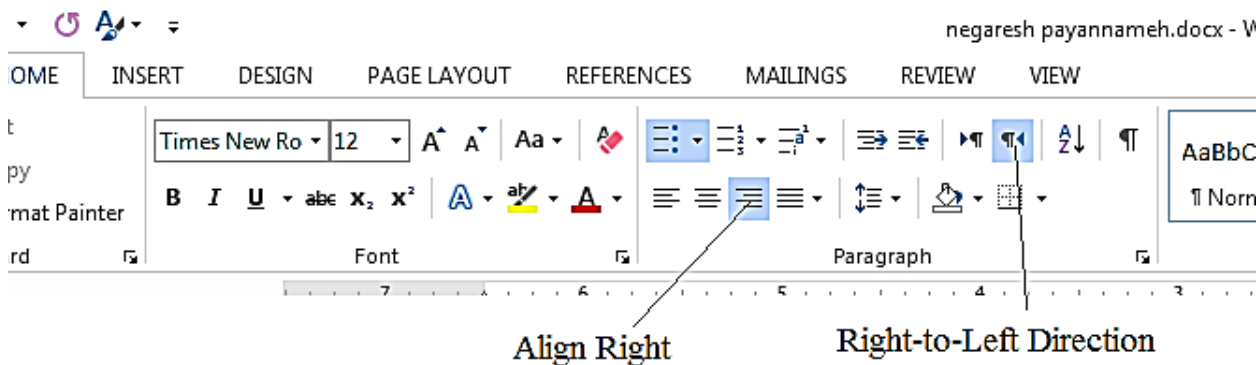 negaresh payannameh.docx - W
OME INSERT DESIGN PAGE LAYOUT REFERENCES MAILINGS REVIEW VIEW
t
Times New Ro 12 A A Aa
py
AaBbC
B I U abc x₂ x² A ab A
rmat Painter
¶ Norn
rd Font Paragraph
7 6 5 4 3
Align Right Right-to-Left Direction